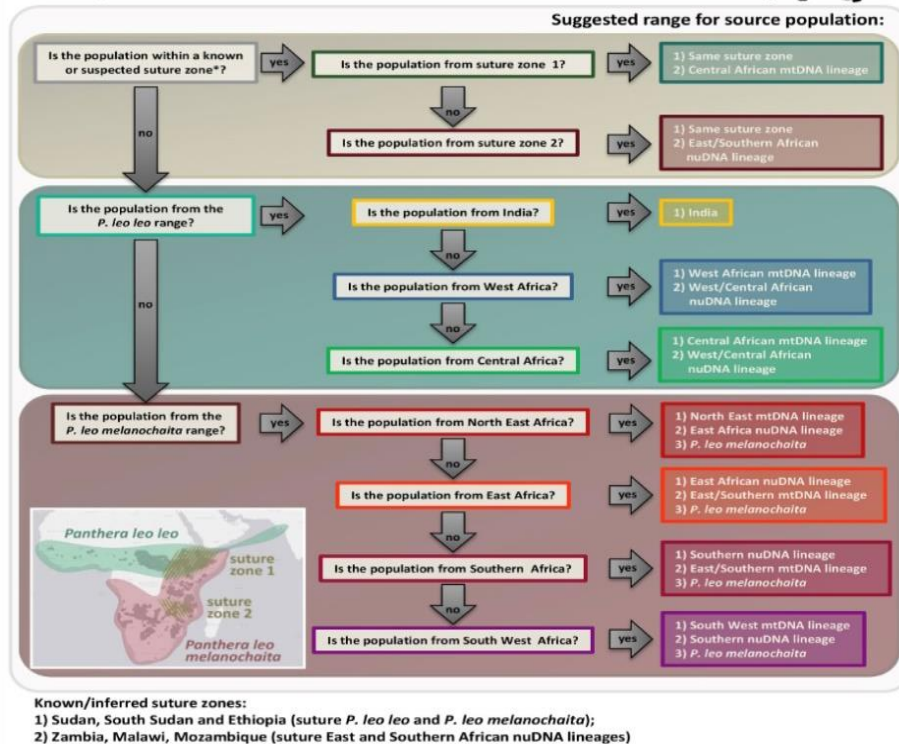 Suggested range for source population:
Is the population within a known
or suspected suture zone*?
yes
Is the population from suture zone 1?
yes
1) Same suture zone
2) Central African mtDNA lineage
no
no
Is the population from suture zone 2?
yes
1) Same suture zone
2) East/Southern African
nuDNA lineage
Is the population from the
P. leo leo range?
yes
Is the population from India?
yes
1) India
no
no
Is the population from West Africa?
yes
1) West African mtDNA lineage
2) West/Central African
nuDNA lineage
no
Is the population from Central Africa?
yes
1) Central African mtDNA lineage
2) West/Central African
nuDNA lineage
Is the population from the
P. leo melanochaita range?
yes
Is the population from North East Africa?
yes
1) North East mtDNA lineage
2) East Africa nuDNA lineage
3) P. leo melanochaita
no
Is the population from East Africa?
yes
1) East African nuDNA lineage
2) East/Southern mtDNA lineage
3) P. leo melanochaita
no
Is the population from Southern Africa?
yes
1) Southern nuDNA lineage
2) East/Southern mtDNA lineage
3) P. leo melanochaita
no
Is the population from South West Africa?
yes
1) South West mtDNA lineage
2) Southern nuDNA lineage
3) P. leo melanochaita
Panthera leo leo
suture
zone 1
suture
zone 2
Panthera leo
melanochaita
Known/inferred suture zones:
1) Sudan, South Sudan and Ethiopia (suture P. leo leo and P. leo melanochaita);
2) Zambia, Malawi, Mozambique (suture East and Southern African nuDNA lineages)